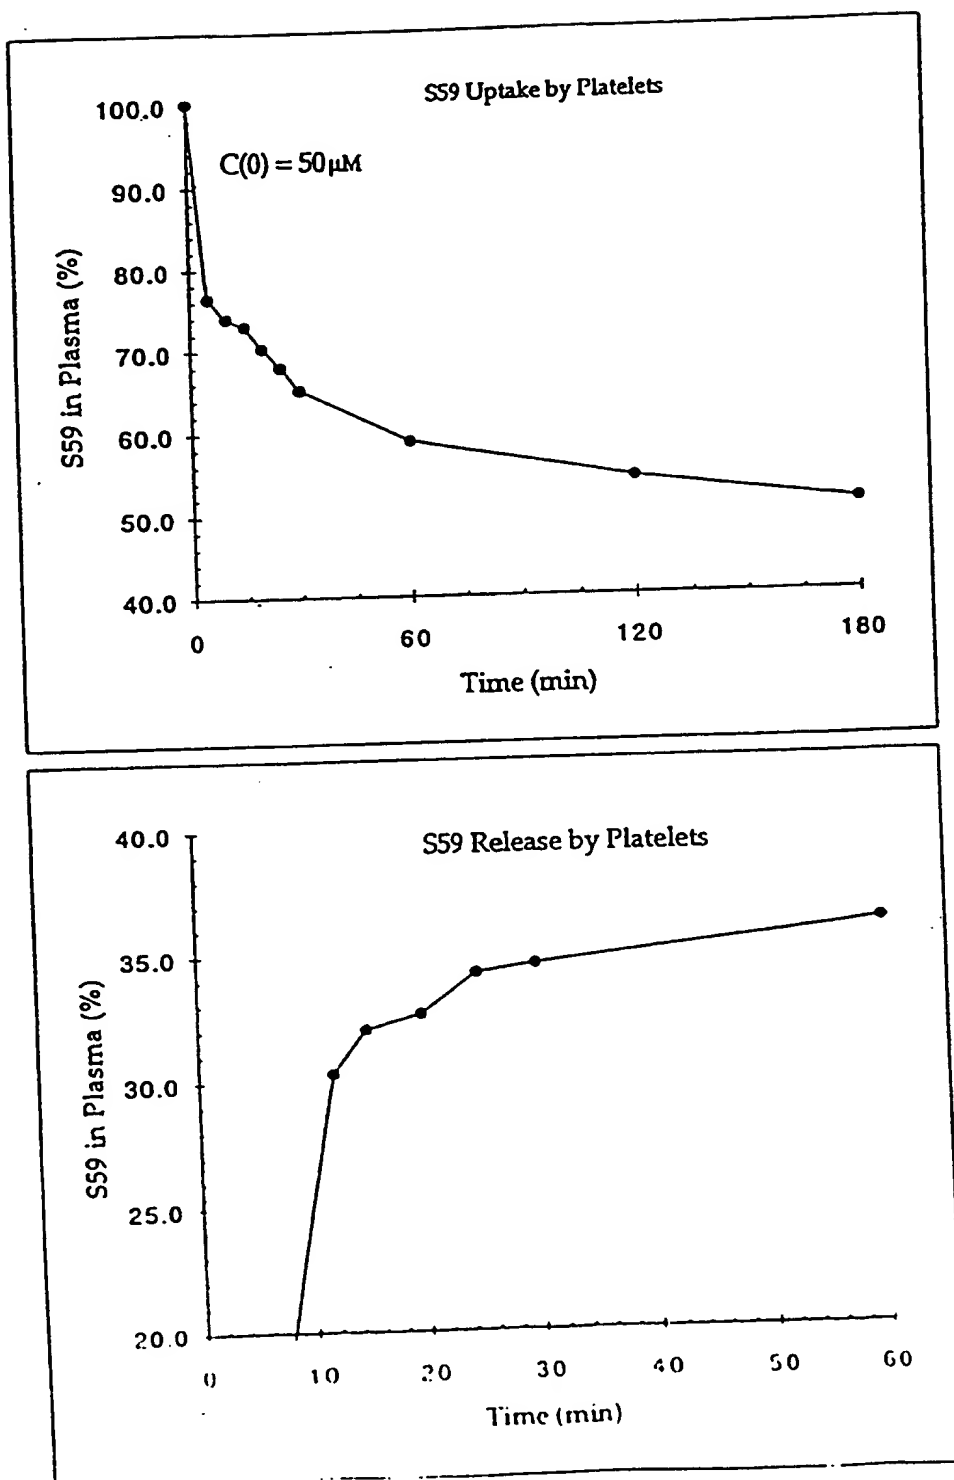 S59 Uptake by Platelets
C(0) = 50 µM
S59 in Plasma (%)
100.0
90.0
80.0
70.0
60.0
50.0
40.0
0 60 120 180
Time (min)
S59 Release by Platelets
S59 in Plasma (%)
40.0
35.0
30.0
25.0
20.0
0 10 20 30 40 50 60
Time (min)